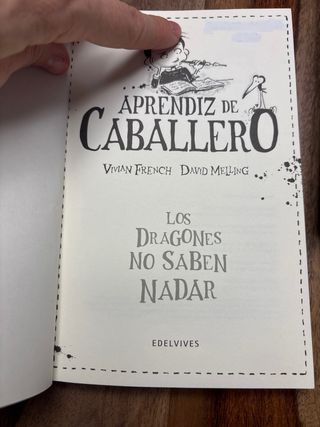 APRENDIZ DE
CABALLERO
VIVIAN FRENCH DAVID MELLING
LOS
DRAGONES
NO SABEN
NADAR
EDELVIVES